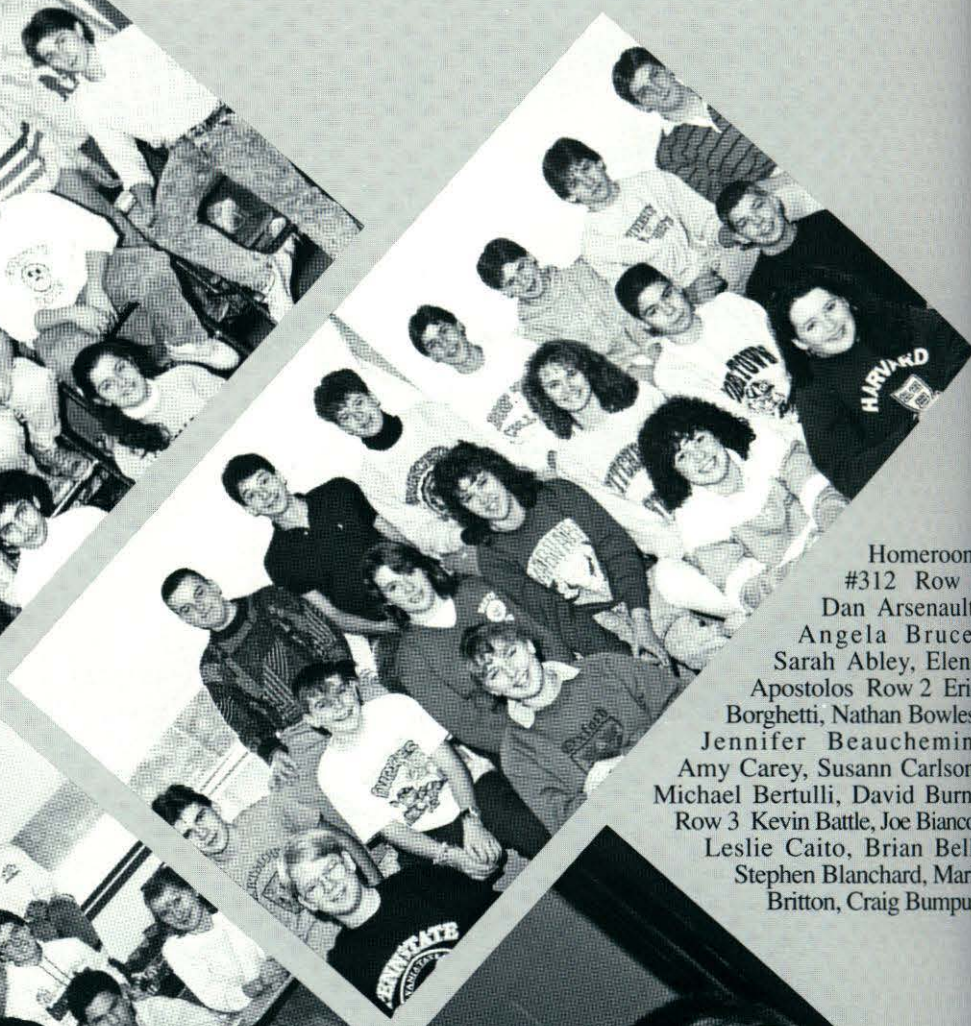 HARVARD
PENN STATE
Homeroom
#312 Row
Dan Arsenault
Angela Bruce
Sarah Abley, Elen
Apostolos Row 2 Eri
Borghetti, Nathan Bowles
Jennifer Beauchemin
Amy Carey, Susann Carlson
Michael Bertulli, David Burn
Row 3 Kevin Battle, Joe Bianco
Leslie Caito, Brian Bell
Stephen Blanchard, Mar
Britton, Craig Bumpu